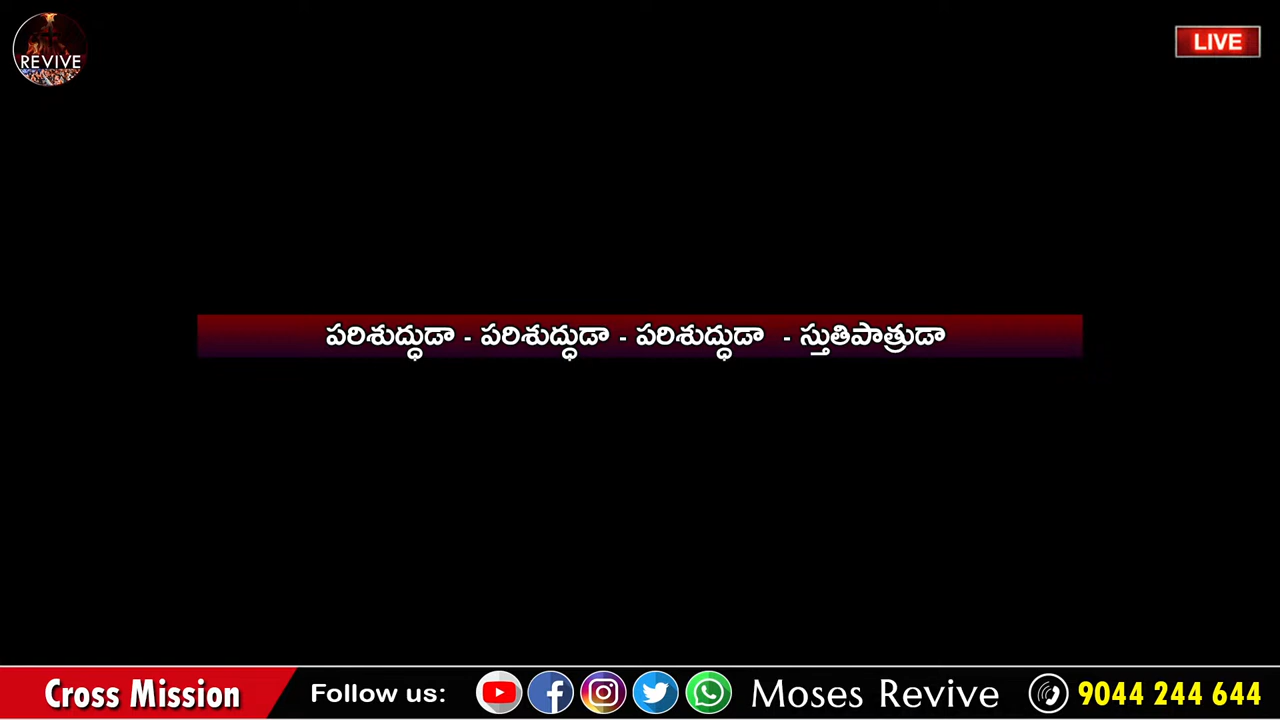 REVIVE
LIVE
పరిశుద్ధుడా - పరిశుద్ధుడా - పరిశుద్ధుడా - స్తుతిపాత్రుడా
Cross Mission
Follow us:
Moses Revive
9044 244 644